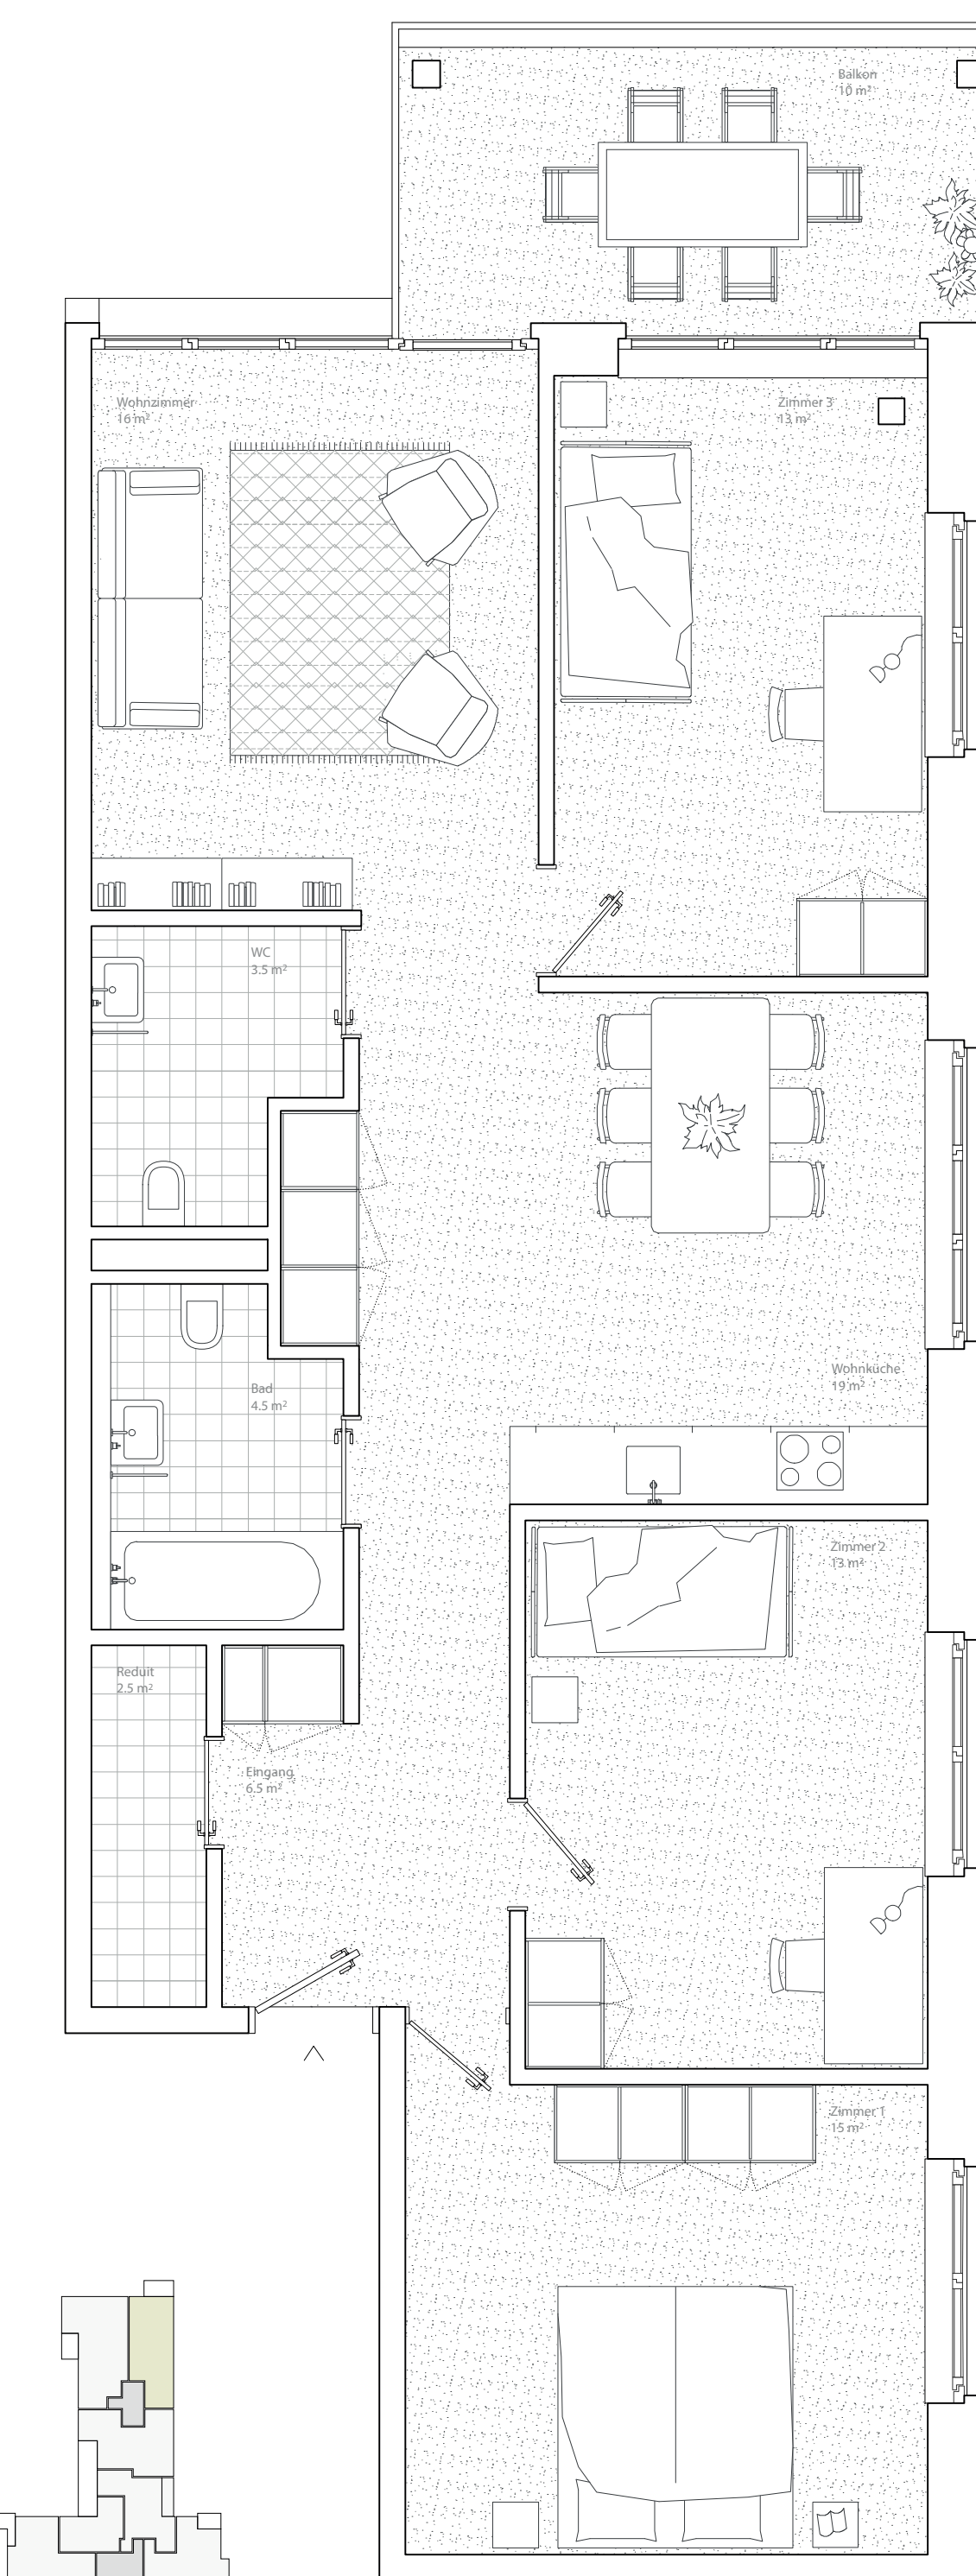 Balkon
10 m²
Wohnzimmer
16 m²
Zimmer 3
13 m²
WC
3.5 m²
Wohnküche
19 m²
Bad
4.5 m²
Zimmer 2
13 m²
Reduit
2.5 m²
Eingang
6.5 m²
Zimmer 1
15 m²